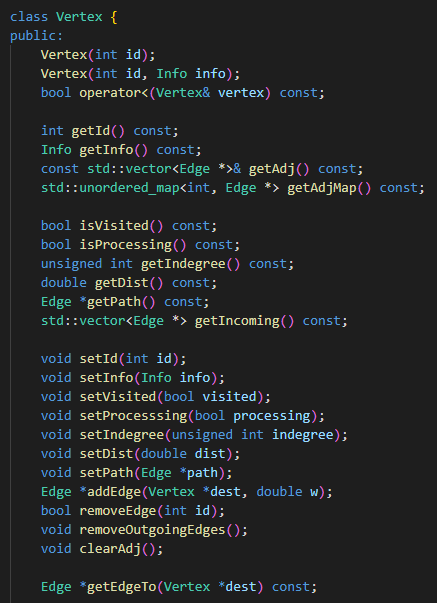 class Vertex {
public:
Vertex(int id);
Vertex(int id, Info info);
bool operator<(Vertex& vertex) const;
int getId() const;
Info getInfo() const;
const std::vector<Edge *>& getAdj() const;
std::unordered_map<int, Edge *> getAdjMap() const;
bool isVisited() const;
bool isProcessing() const;
unsigned int getIndegree() const;
double getDist() const;
Edge *getPath() const;
std::vector<Edge *> getIncoming() const;
void setId(int id);
void setInfo(Info info);
void setVisited(bool visited);
void setProcesssing(bool processing);
void setIndegree(unsigned int indegree);
void setDist(double dist);
void setPath(Edge *path);
Edge *addEdge(Vertex *dest, double w);
bool removeEdge(int id);
void removeOutgoingEdges();
void clearAdj();
Edge *getEdgeTo(Vertex *dest) const;